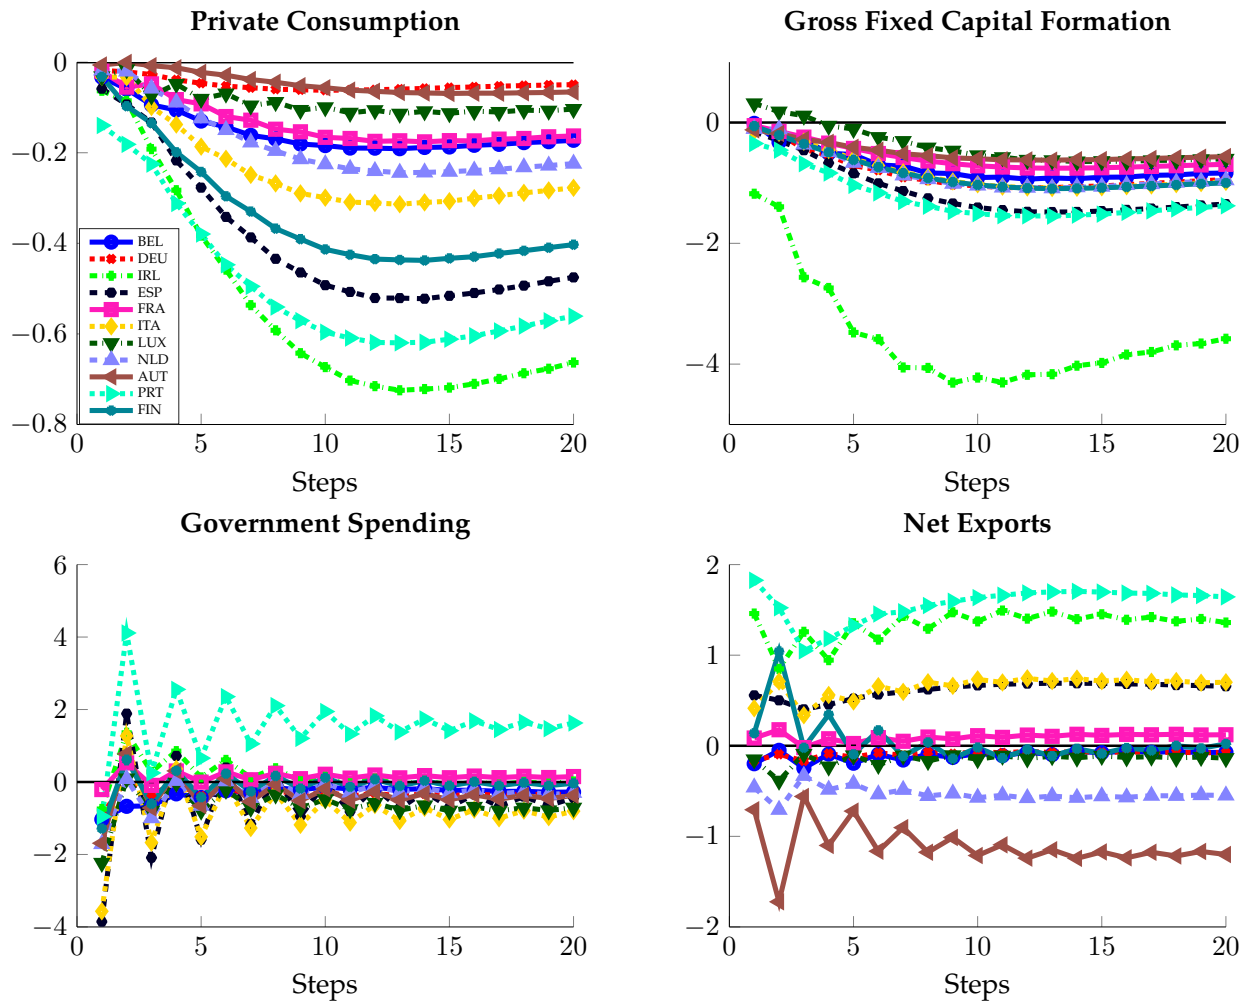 Private Consumption
0
−0.2
−0.4
−0.6
−0.8
BEL
DEU
IRL
ESP
FRA
ITA
LUX
NLD
AUT
PRT
FIN
0 5 10 15 20
Steps
Gross Fixed Capital Formation
0
−2
−4
0 5 10 15 20
Steps
Government Spending
6
4
2
0
−2
−4
0 5 10 15 20
Steps
Net Exports
2
1
0
−1
−2
0 5 10 15 20
Steps